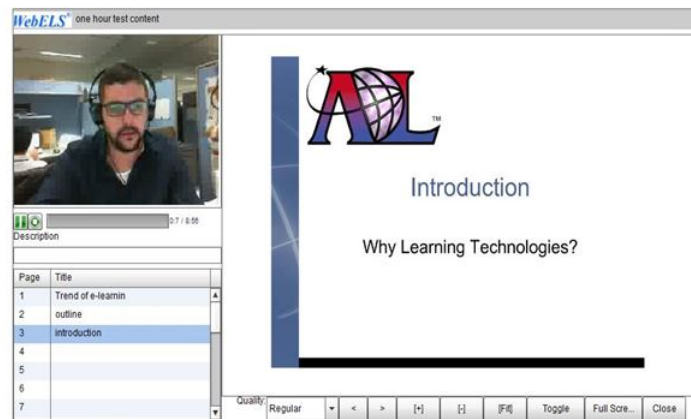 WebELS one hour test content
ADL TM
Introduction
Why Learning Technologies?
0:7 / 8:56
Description
Page Title
1 Trend of e-learnin
2 outline
3 introduction
4
5
6
7
Quality: Regular < > [+] [-] [Fit] Toggle Full Scre... Close